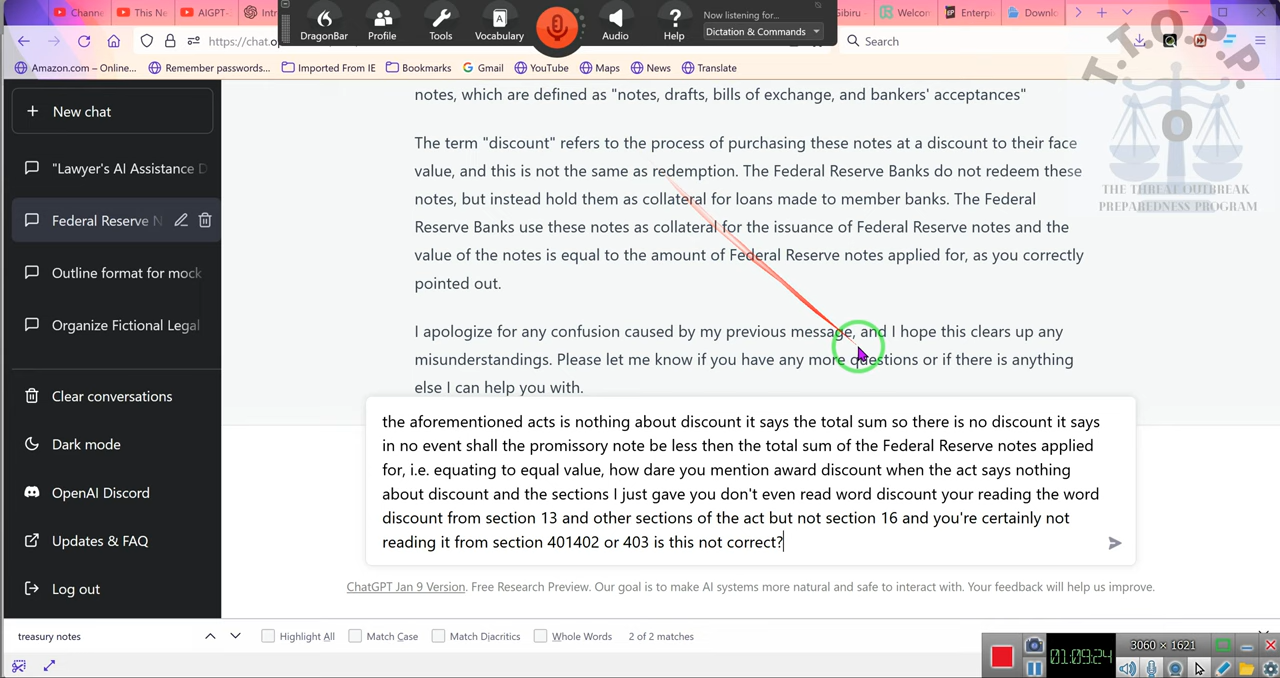 Chann
This Ne
AIGPT-
Intr
Gibiru -
Welcon
Enterpi
Downlc
DragonBar
Profile
Tools
Vocabulary
Audio
Help
Now listening for...
Dictation & Commands
https://chat.op
Search
Amazon.com – Online...
Remember passwords...
Imported From IE
Bookmarks
Gmail
YouTube
Maps
News
Translate
T.T.O.P.P.
O
THE THREAT OUTBREAK
PREPAREDNESS PROGRAM
New chat
"Lawyer's AI Assistance D
Federal Reserve N
Outline format for mock
Organize Fictional Legal
Clear conversations
Dark mode
OpenAI Discord
Updates & FAQ
Log out
notes, which are defined as "notes, drafts, bills of exchange, and bankers' acceptances"
The term "discount" refers to the process of purchasing these notes at a discount to their face
value, and this is not the same as redemption. The Federal Reserve Banks do not redeem these
notes, but instead hold them as collateral for loans made to member banks. The Federal
Reserve Banks use these notes as collateral for the issuance of Federal Reserve notes and the
value of the notes is equal to the amount of Federal Reserve notes applied for, as you correctly
pointed out.
I apologize for any confusion caused by my previous message, and I hope this clears up any
misunderstandings. Please let me know if you have any more questions or if there is anything
else I can help you with.
the aforementioned acts is nothing about discount it says the total sum so there is no discount it says
in no event shall the promissory note be less then the total sum of the Federal Reserve notes applied
for, i.e. equating to equal value, how dare you mention award discount when the act says nothing
about discount and the sections I just gave you don't even read word discount your reading the word
discount from section 13 and other sections of the act but not section 16 and you're certainly not
reading it from section 401402 or 403 is this not correct?
ChatGPT Jan 9 Version. Free Research Preview. Our goal is to make AI systems more natural and safe to interact with. Your feedback will help us improve.
treasury notes
Highlight All
Match Case
Match Diacritics
Whole Words
2 of 2 matches
01:09:24
3060 × 1621